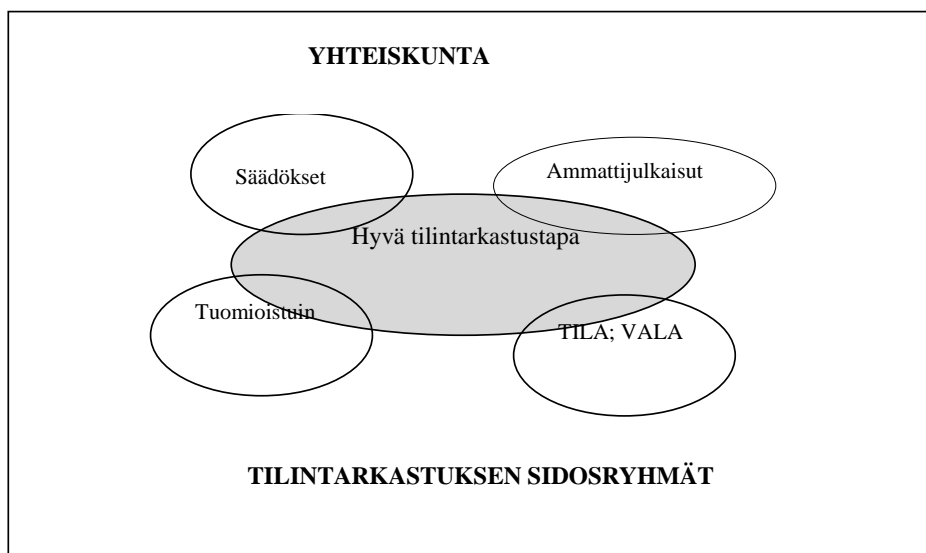 YHTEISKUNTA
Säädökset
Ammattijulkaisut
Hyvä tilintarkastustapa
Tuomioistuin
TILA; VALA
TILINTARKASTUKSEN SIDOSRYHMÄT